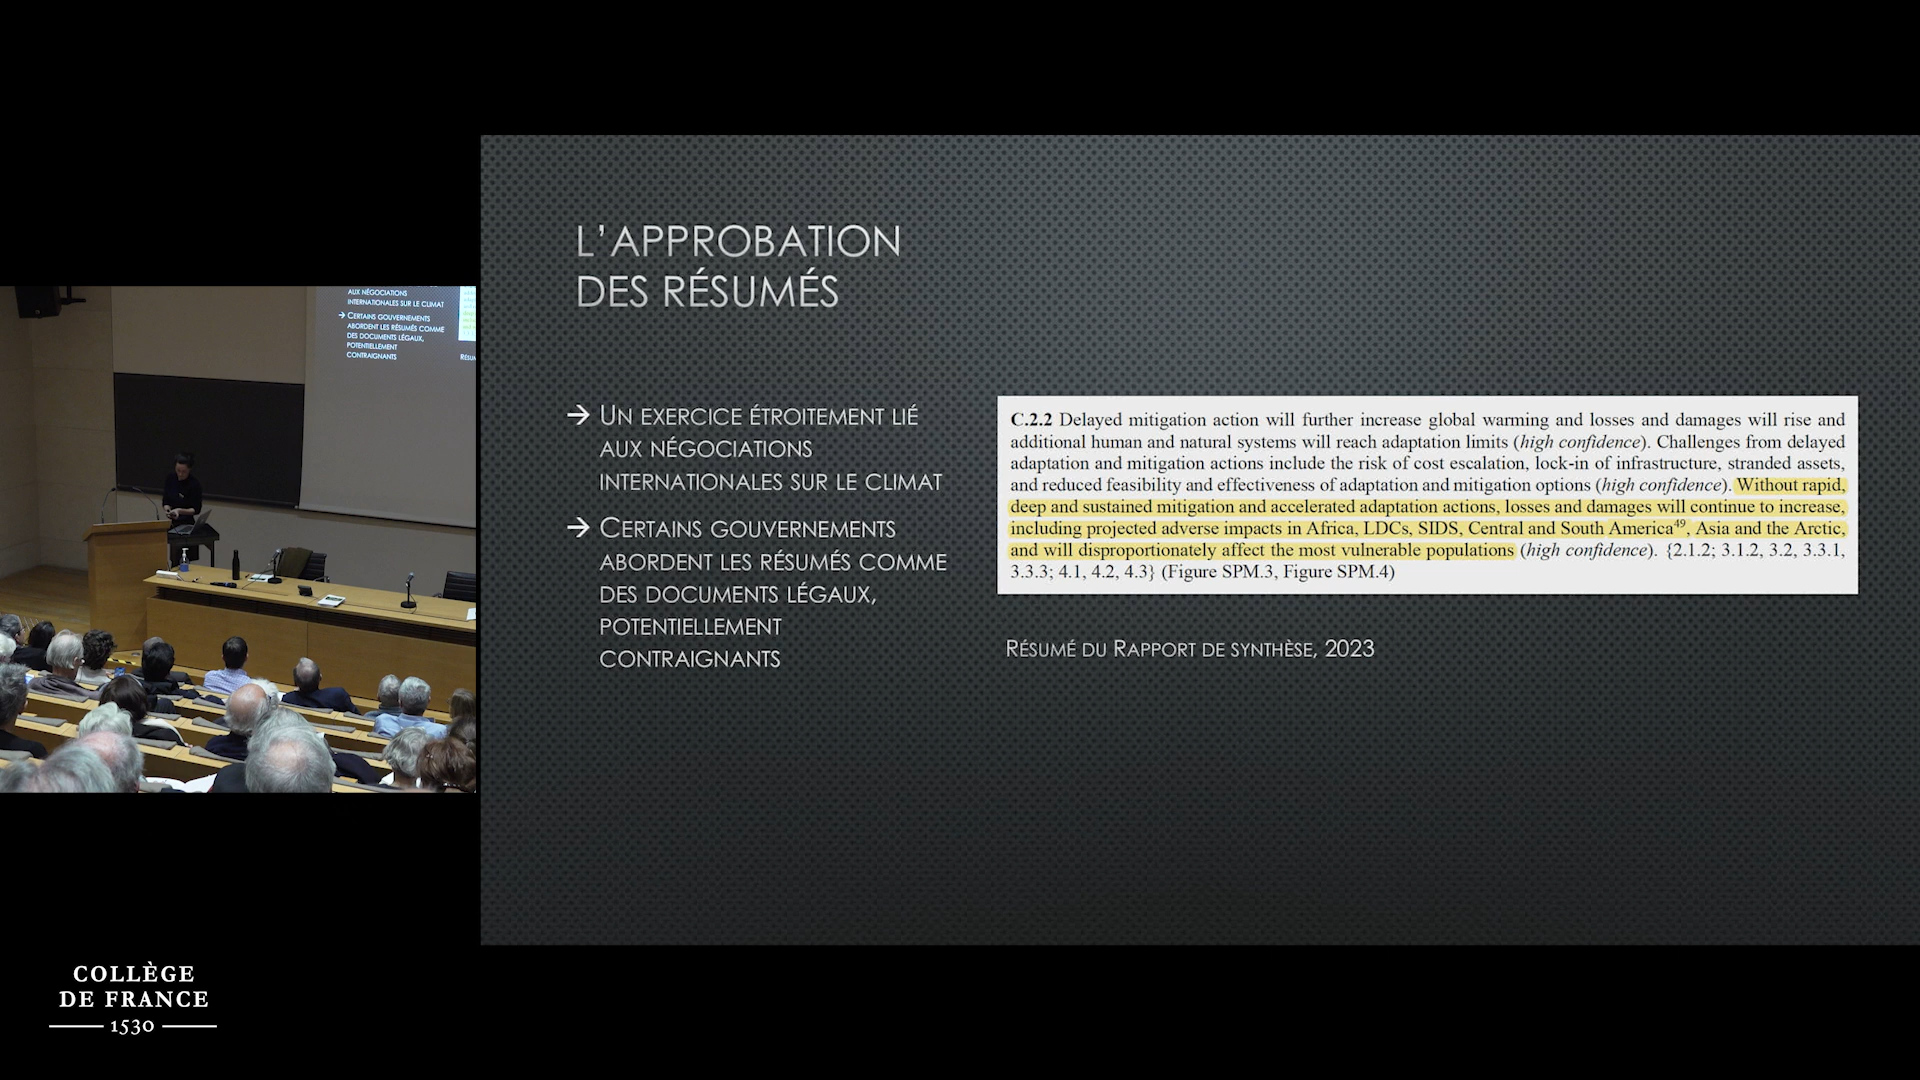 L'APPROBATION
DES RÉSUMÉS
→ UN EXERCICE ÉTROITEMENT LIÉ
AUX NÉGOCIATIONS
INTERNATIONALES SUR LE CLIMAT
→ CERTAINS GOUVERNEMENTS
ABORDENT LES RÉSUMÉS COMME
DES DOCUMENTS LÉGAUX,
POTENTIELLEMENT
CONTRAIGNANTS
C.2.2 Delayed mitigation action will further increase global warming and losses and damages will rise and
additional human and natural systems will reach adaptation limits (high confidence). Challenges from delayed
adaptation and mitigation actions include the risk of cost escalation, lock-in of infrastructure, stranded assets,
and reduced feasibility and effectiveness of adaptation and mitigation options (high confidence). Without rapid,
deep and sustained mitigation and accelerated adaptation actions, losses and damages will continue to increase,
including projected adverse impacts in Africa, LDCs, SIDS, Central and South America49, Asia and the Arctic,
and will disproportionately affect the most vulnerable populations (high confidence). {2.1.2; 3.1.2, 3.2, 3.3.1,
3.3.3; 4.1, 4.2, 4.3} (Figure SPM.3, Figure SPM.4)
RÉSUMÉ DU RAPPORT DE SYNTHÈSE, 2023
AUX NÉGOCIATIONS
INTERNATIONALES SUR LE CLIMAT
→ CERTAINS GOUVERNEMENTS
ABORDENT LES RÉSUMÉS COMME
DES DOCUMENTS LÉGAUX,
POTENTIELLEMENT
CONTRAIGNANTS
COLLÈGE
DE FRANCE
1530